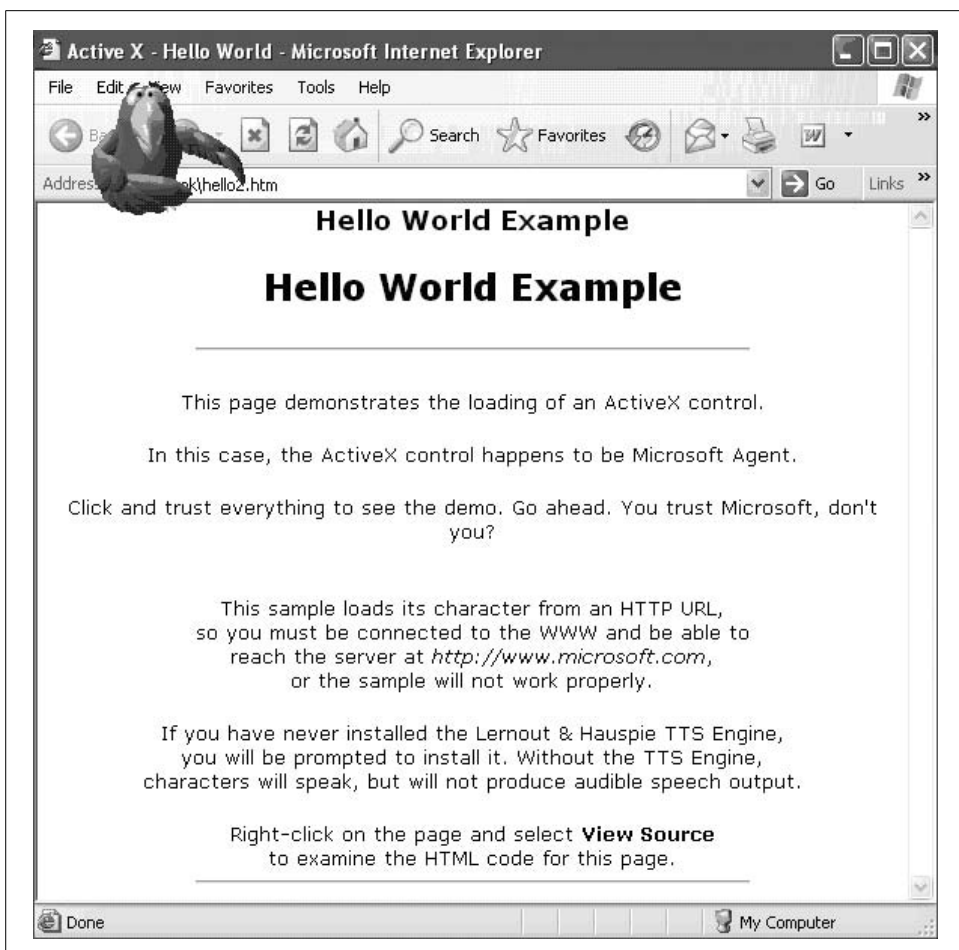 Active X - Hello World - Microsoft Internet Explorer
File Edit View Favorites Tools Help
Search Favorites
Address \hello2.htm Go Links »
Hello World Example
Hello World Example
This page demonstrates the loading of an ActiveX control.
In this case, the ActiveX control happens to be Microsoft Agent.
Click and trust everything to see the demo. Go ahead. You trust Microsoft, don't
you?
This sample loads its character from an HTTP URL,
so you must be connected to the WWW and be able to
reach the server at http://www.microsoft.com,
or the sample will not work properly.
If you have never installed the Lernout & Hauspie TTS Engine,
you will be prompted to install it. Without the TTS Engine,
characters will speak, but will not produce audible speech output.
Right-click on the page and select View Source
to examine the HTML code for this page.
Done My Computer